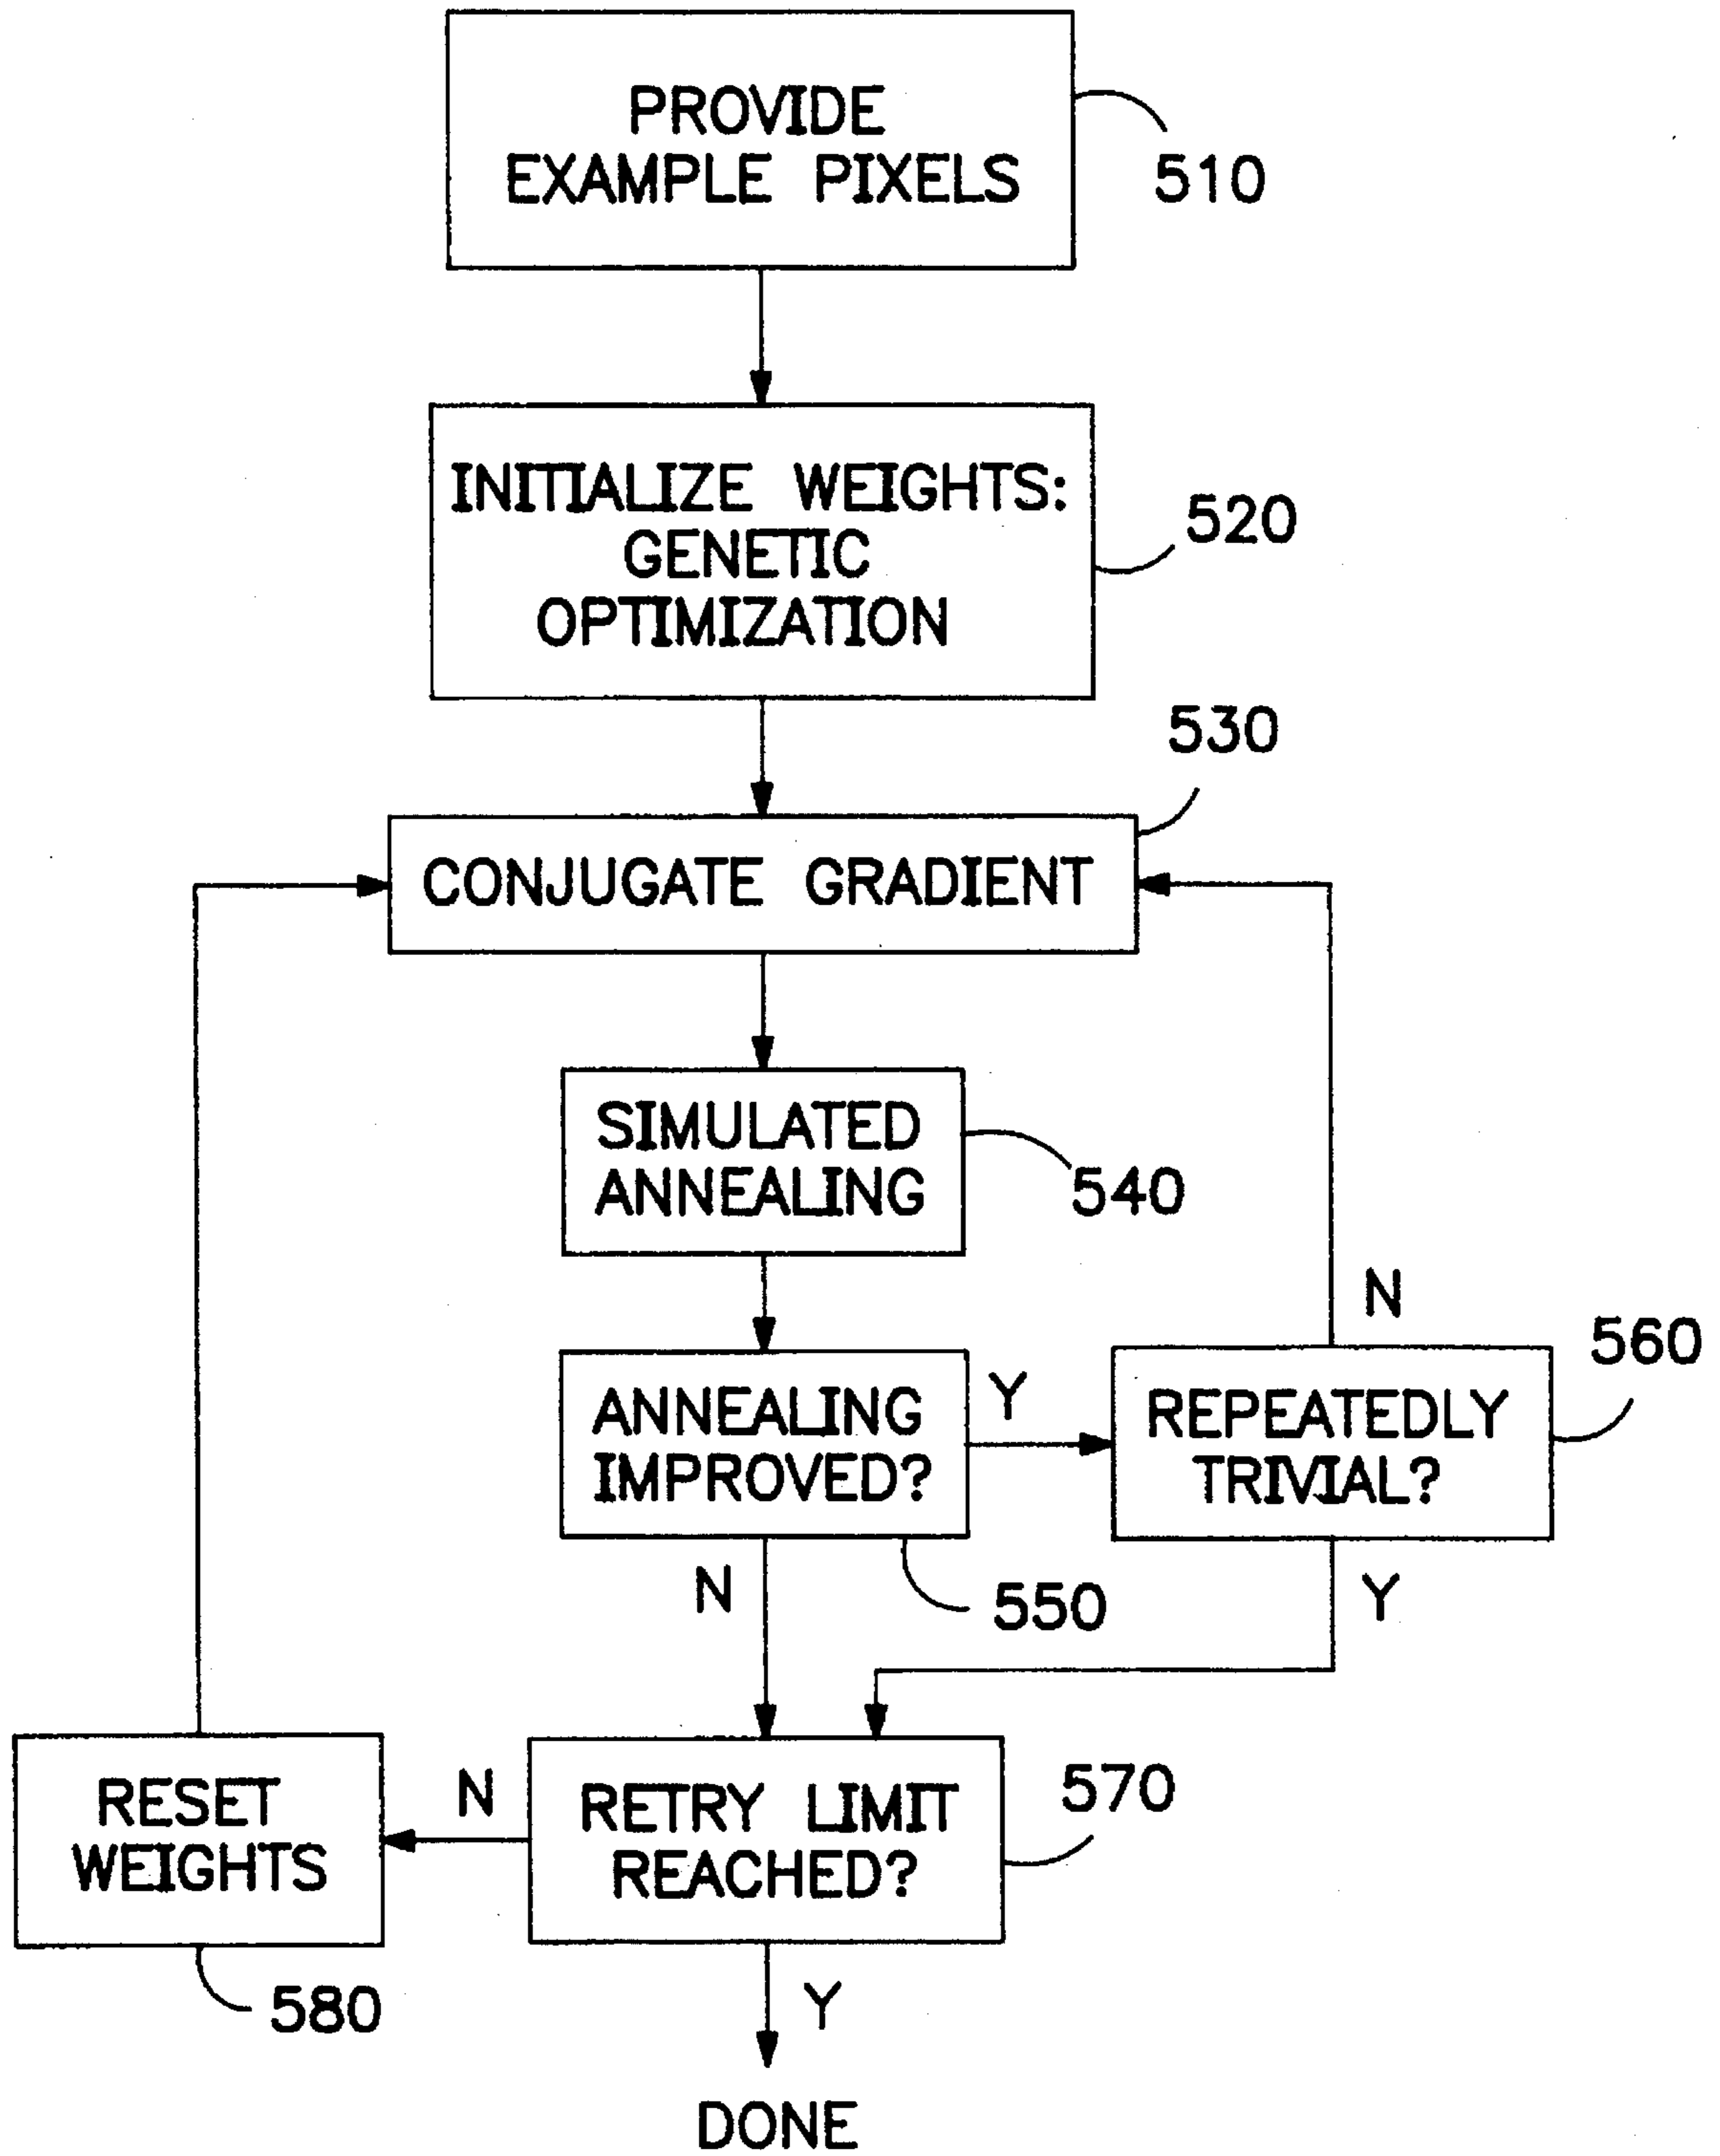 PROVIDE
EXAMPLE PIXELS
510
INITIALIZE WEIGHTS:
GENETIC
OPTIMIZATION
520
530
CONJUGATE GRADIENT
SIMULATED
ANNEALING
540
N
560
ANNEALING
IMPROVED?
Y
REPEATEDLY
TRIVIAL?
N
550
Y
RESET
WEIGHTS
N
RETRY LIMIT
REACHED?
570
580
Y
DONE